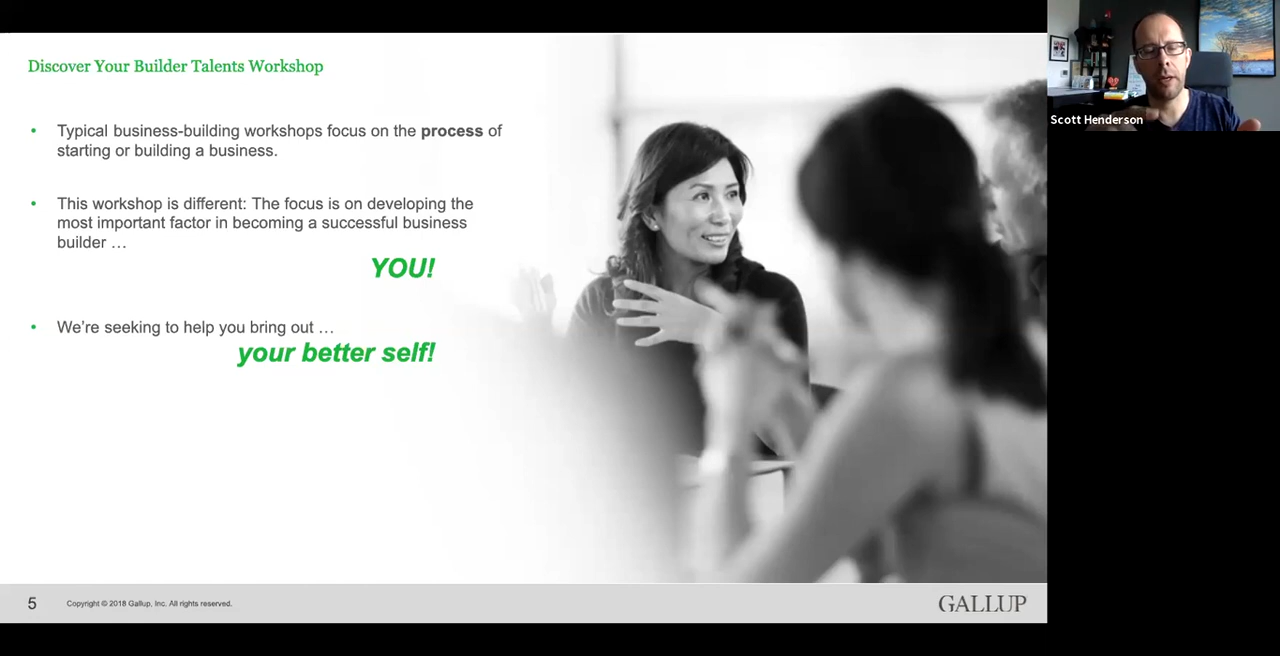 Discover Your Builder Talents Workshop
• Typical business-building workshops focus on the process of
starting or building a business.
• This workshop is different: The focus is on developing the
most important factor in becoming a successful business
builder …
YOU!
• We’re seeking to help you bring out …
your better self!
5
Copyright © 2018 Gallup, Inc. All rights reserved.
GALLUP
Scott Henderson